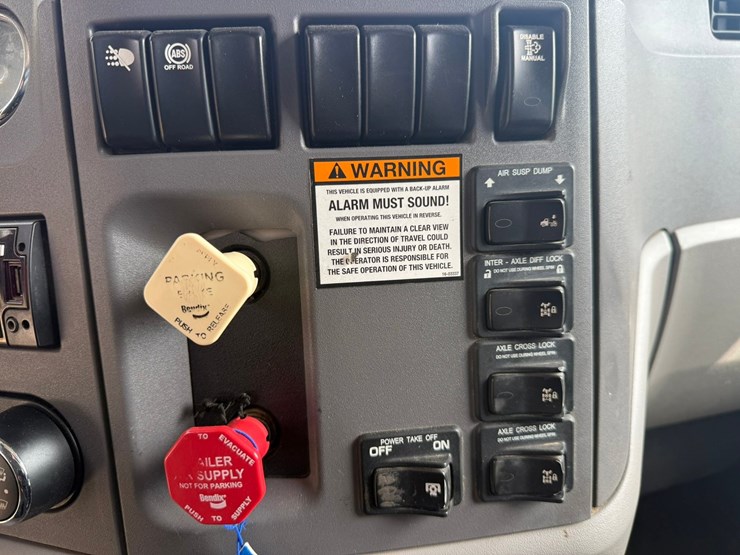 ABS
OFF ROAD
DISABLE
MANUAL
WARNING
THIS VEHICLE IS EQUIPPED WITH A BACK-UP ALARM
ALARM MUST SOUND!
WHEN OPERATING THIS VEHICLE IN REVERSE.
FAILURE TO MAINTAIN A CLEAR VIEW
IN THE DIRECTION OF TRAVEL COULD
RESULT IN SERIOUS INJURY OR DEATH.
THE OPERATOR IS RESPONSIBLE FOR
THE SAFE OPERATION OF THIS VEHICLE.
AIR SUSP DUMP
INTER - AXLE DIFF LOCK
DO NOT USE DURING WHEEL SPIN
AXLE CROSS LOCK
DO NOT USE DURING WHEEL SPIN
AXLE CROSS LOCK
DO NOT USE DURING WHEEL SPIN
PARKING
Bendix
PUSH TO RELEASE
POWER TAKE OFF
OFF ON
TO EVACUATE
AILER
SUPPLY
NOT FOR PARKING
Bendix
PUSH TO SUPPLY